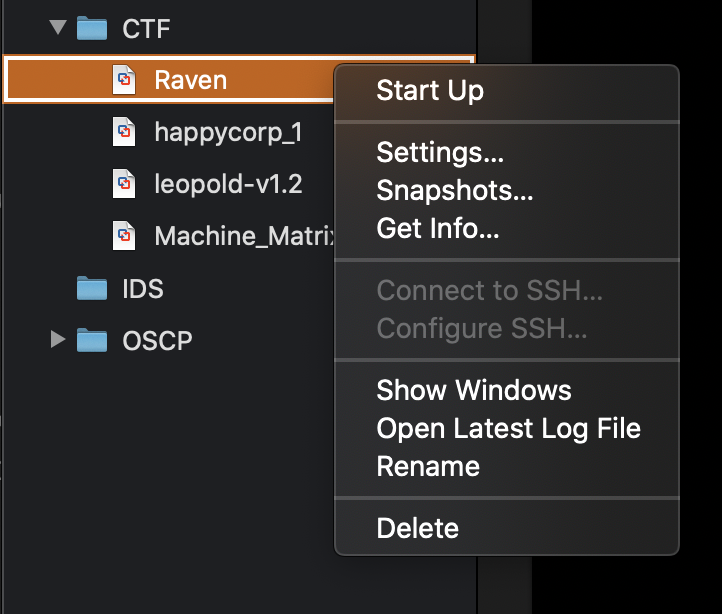 CTF
Raven
happycorp_1
leopold-v1.2
Machine_Matrix
IDS
OSCP
Start Up
Settings...
Snapshots...
Get Info...
Connect to SSH...
Configure SSH...
Show Windows
Open Latest Log File
Rename
Delete